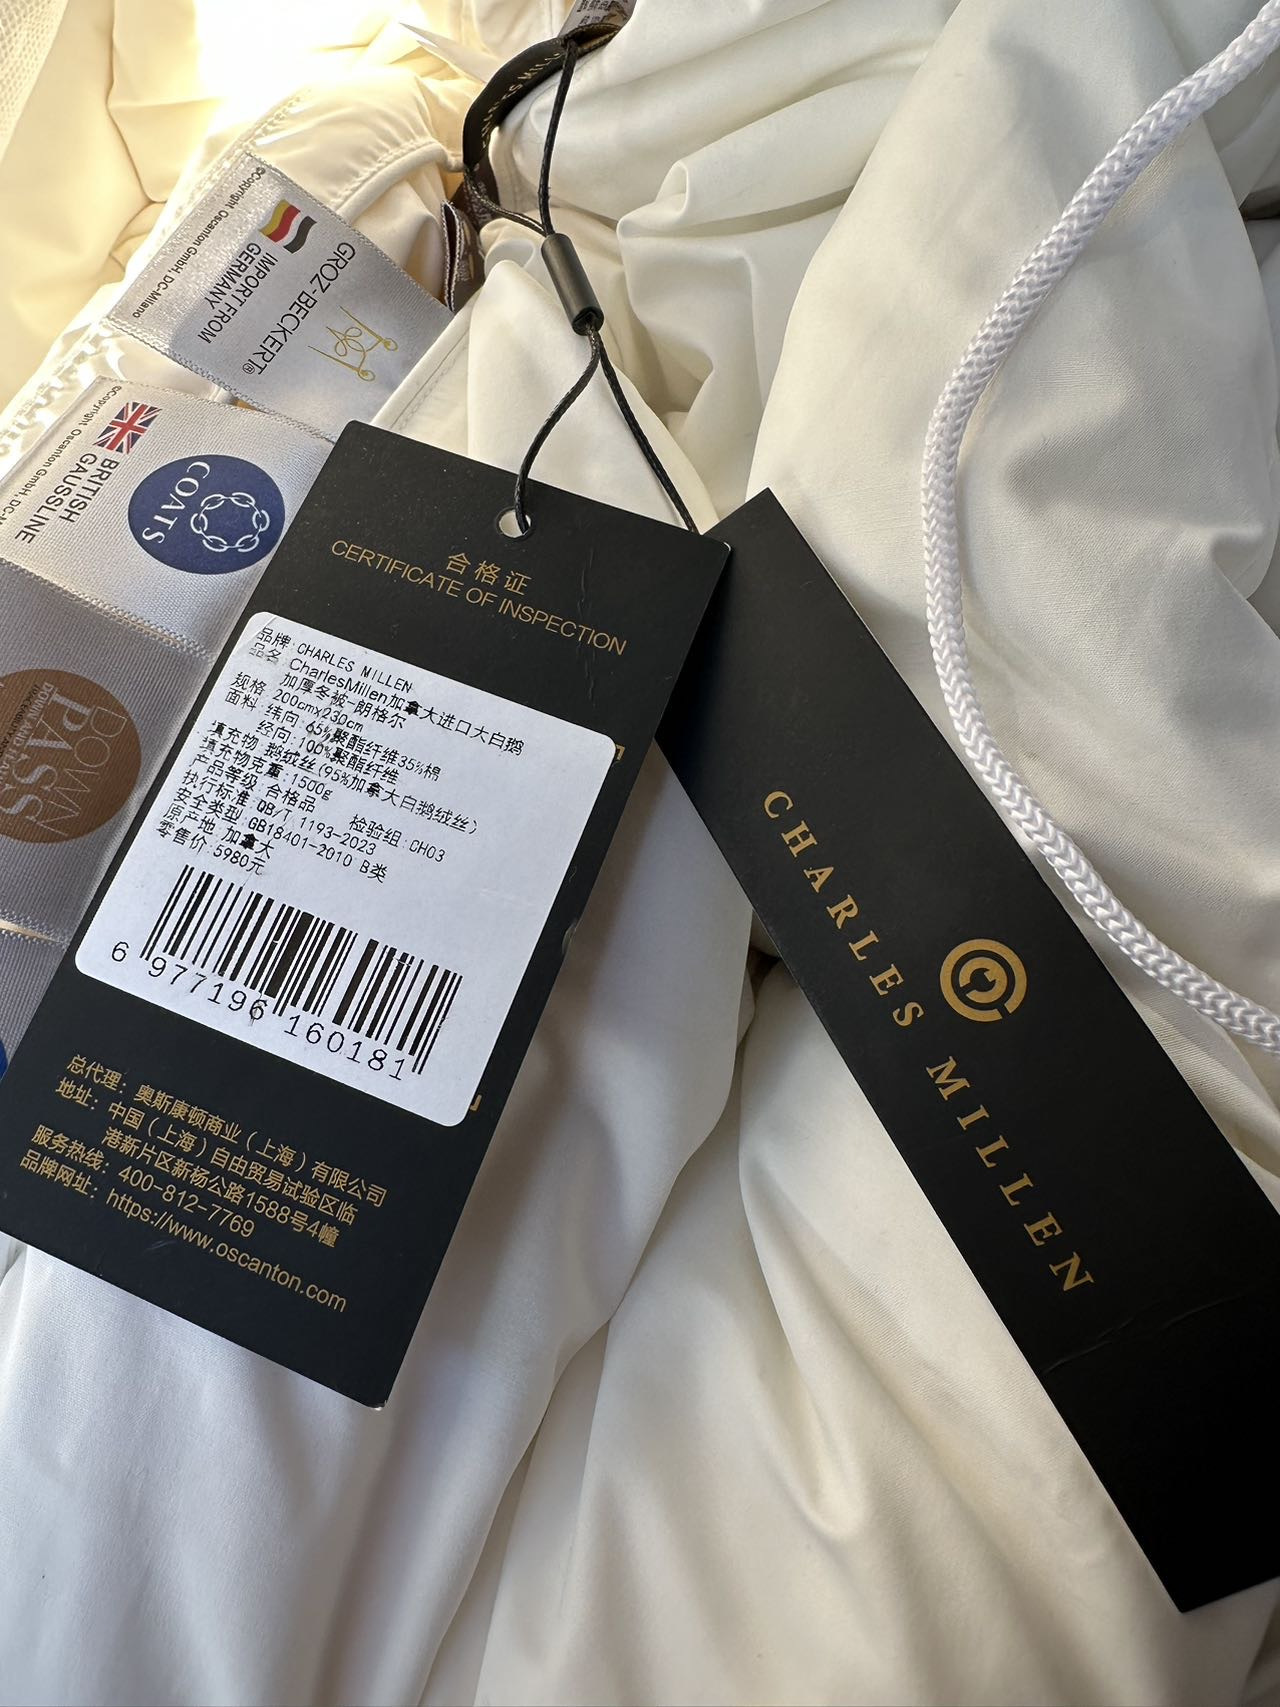 CHARLES MILL
©Copyright Oscanton GmbH, DC-Milano
IMPORT FROM
GERMANY
GROZ-BECKERT®
©Copyright Oscanton GmbH, DC-M
BRITISH
GAUSSLINE
COATS
DOWN
PASS
合格证
CERTIFICATE OF INSPECTION
品牌:CHARLES MILLEN
品名:CharlesMillen加拿大进口大白鹅
加厚冬被-朗格尔
规格:200cmx230cm
面料:纬向:65%聚酯纤维35%棉
经向:100%聚酯纤维
填充物:鹅绒丝(95%加拿大白鹅绒丝)
填充物克重:1500g
产品等级:合格品 检验组:CH03
执行标准:QB/T 1193-2023
安全类型:GB18401-2010 B类
原产地:加拿大
零售价:5980元
6 977196 160181
总代理：奥斯康顿商业（上海）有限公司
地址：中国（上海）自由贸易试验区临
港新片区新杨公路1588号4幢
服务热线：400-812-7769
品牌网址：https://www.oscanton.com
CHARLES MILLEN